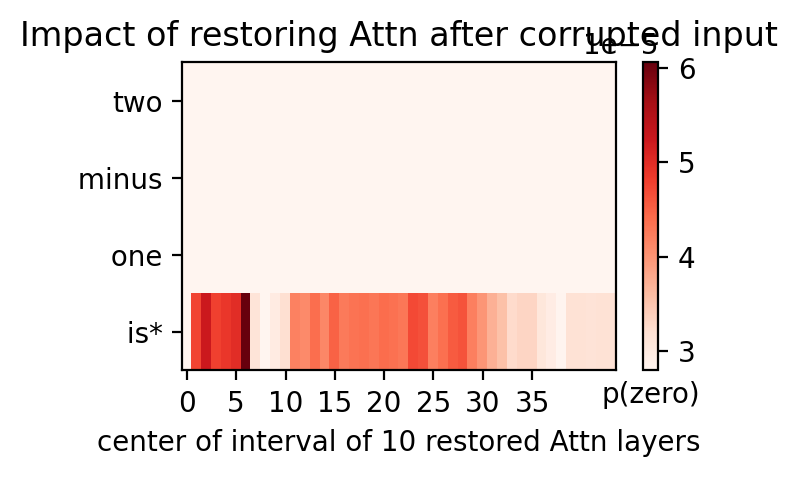 Impact of restoring Attn after corrupted input
1e−5
two
minus
one
is*
6
5
4
3
0 5 10 15 20 25 30 35
p(zero)
center of interval of 10 restored Attn layers